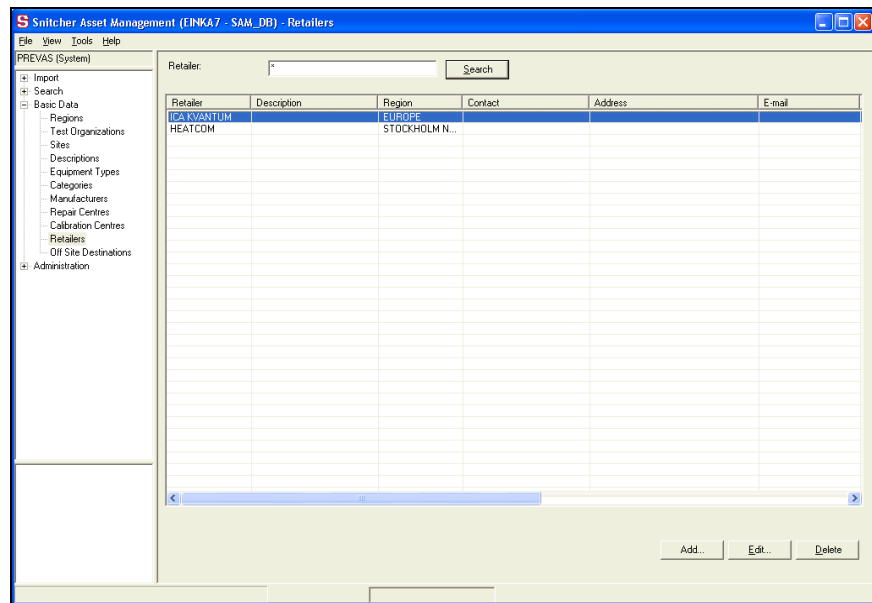 S Snitcher Asset Management (EINKA7 - SAM_DB) - Retailers
File View Tools Help
PREVAS (System)
Import
Search
Basic Data
Regions
Test Organizations
Sites
Descriptions
Equipment Types
Categories
Manufacturers
Repair Centres
Calibration Centres
Retailers
Off Site Destinations
Administration
Retailer: * Search
Retailer Description Region Contact Address E-mail
ICA KVANTUM EUROPE
HEATCOM STOCKHOLM N...
Add... Edit... Delete